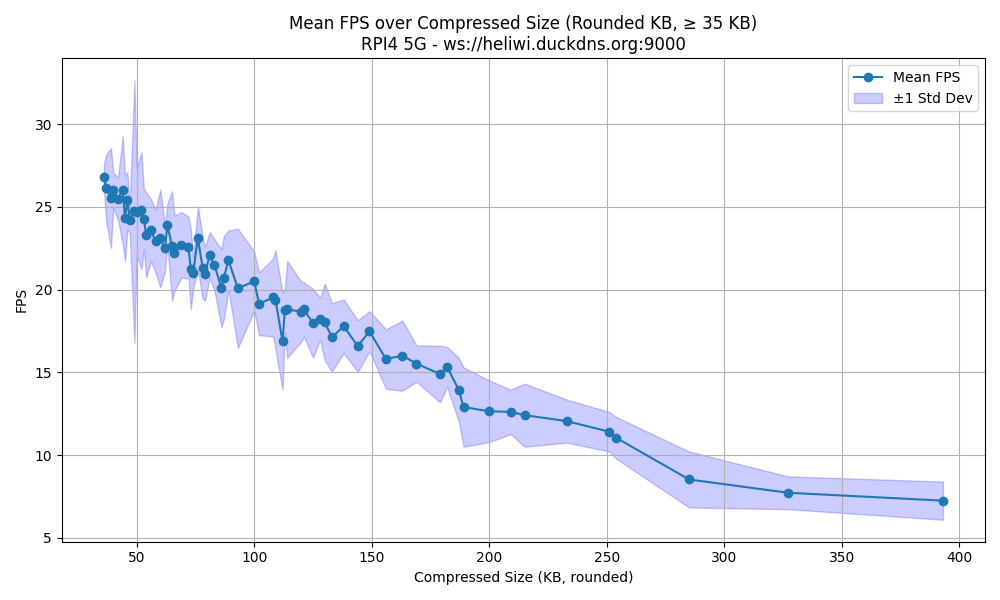 Mean FPS over Compressed Size (Rounded KB, ≥ 35 KB)
RPI4 5G - ws://heliwi.duckdns.org:9000
Mean FPS
±1 Std Dev
30
25
20
15
10
5
FPS
50 100 150 200 250 300 350 400
Compressed Size (KB, rounded)